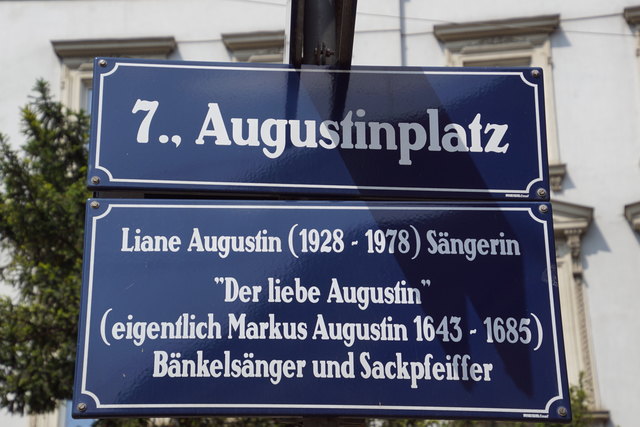 7., Augustinplatz
Liane Augustin (1928 - 1978) Sängerin
"Der liebe Augustin"
(eigentlich Markus Augustin 1643 - 1685)
Bänkelsänger und Sackpfeiffer